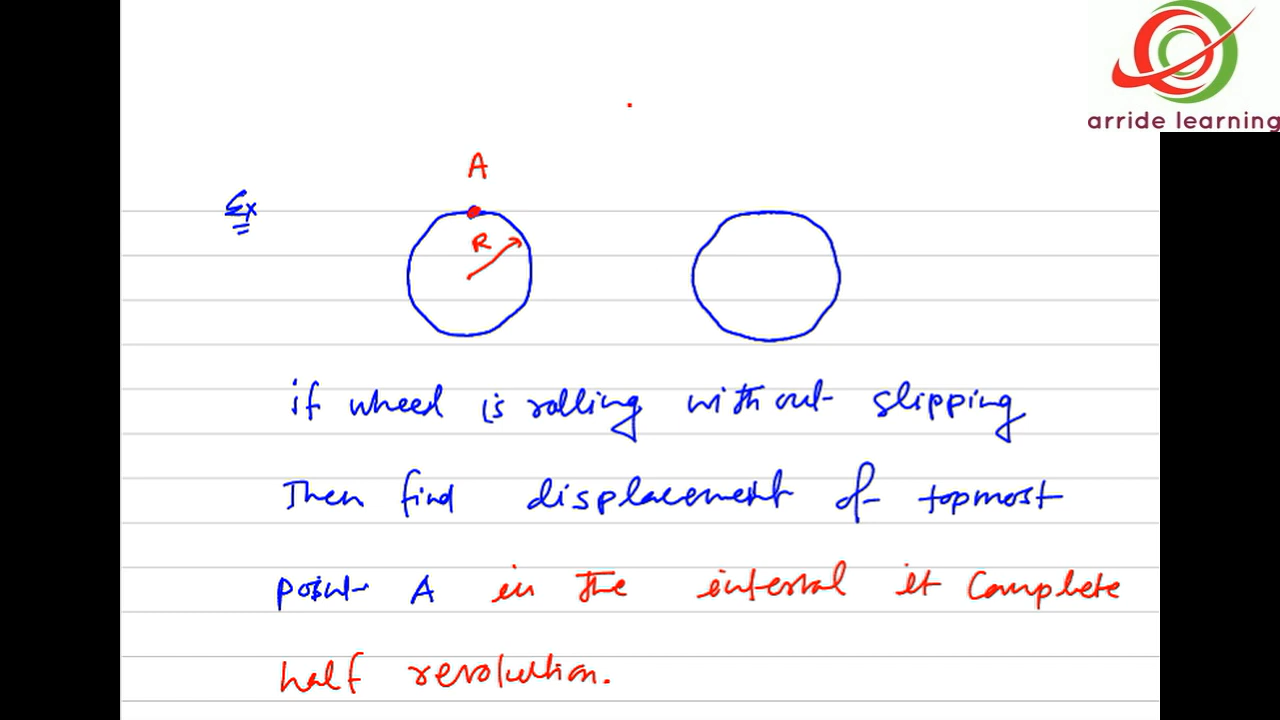 arride learning
A
Ex
R
if wheel is rolling without slipping
Then find displacement of topmost
point A in the interval it Complete
half revolution.